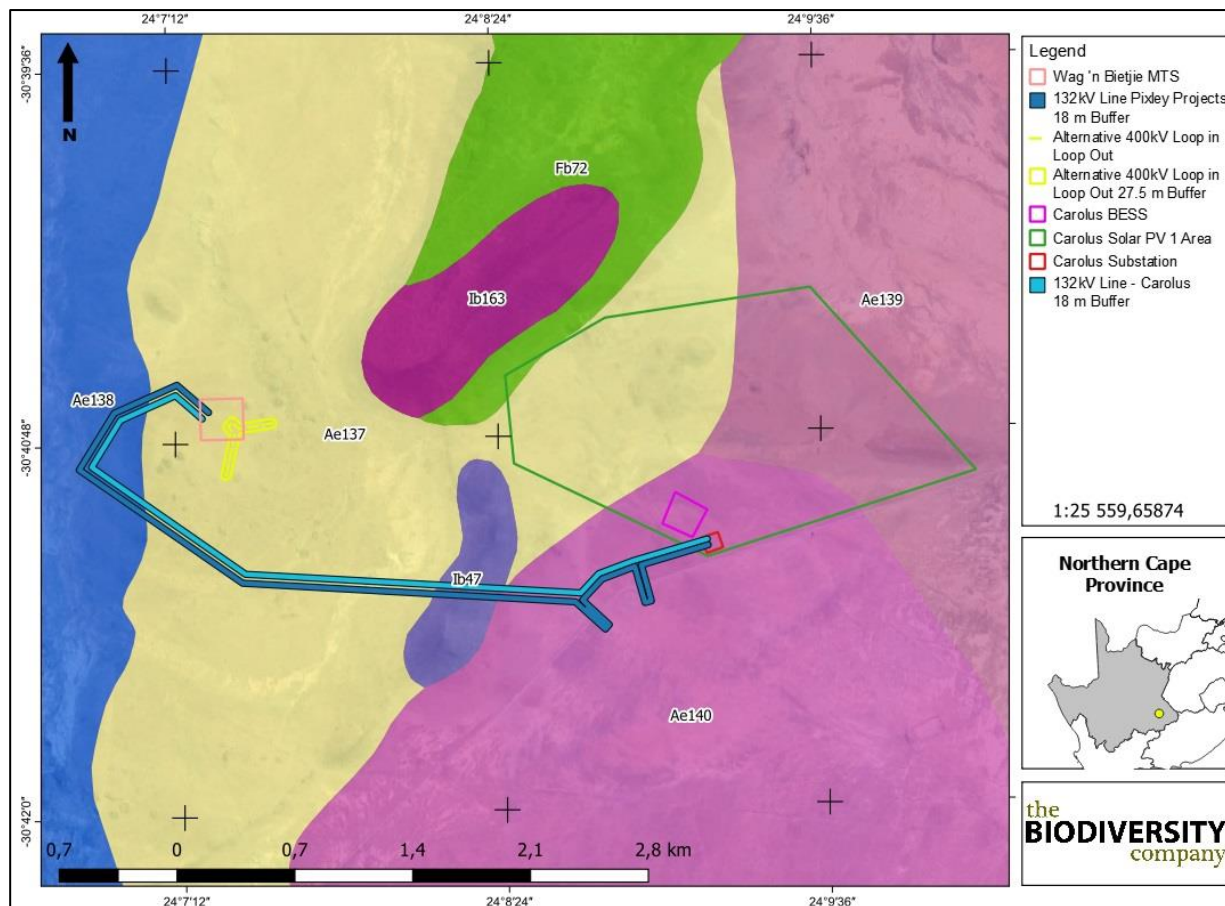 24°7'12"
24°8'24"
24°9'36"
-30°39'36"
-30°40'48"
-30°42'0"
N
Fb72
Ib163
Ae139
Ae138
Ae137
Ib47
Ae140
0,7
0
0,7
1,4
2,1
2,8 km
24°7'12"
24°8'24"
24°9'36"
Legend
Wag 'n Bietjie MTS
132kV Line Pixley Projects
18 m Buffer
Alternative 400kV Loop in
Loop Out
Alternative 400kV Loop in
Loop Out 27.5 m Buffer
Carolus BESS
Carolus Solar PV 1 Area
Carolus Substation
132kV Line - Carolus
18 m Buffer
1:25 559,65874
Northern Cape
Province
the
BIODIVERSITY
company